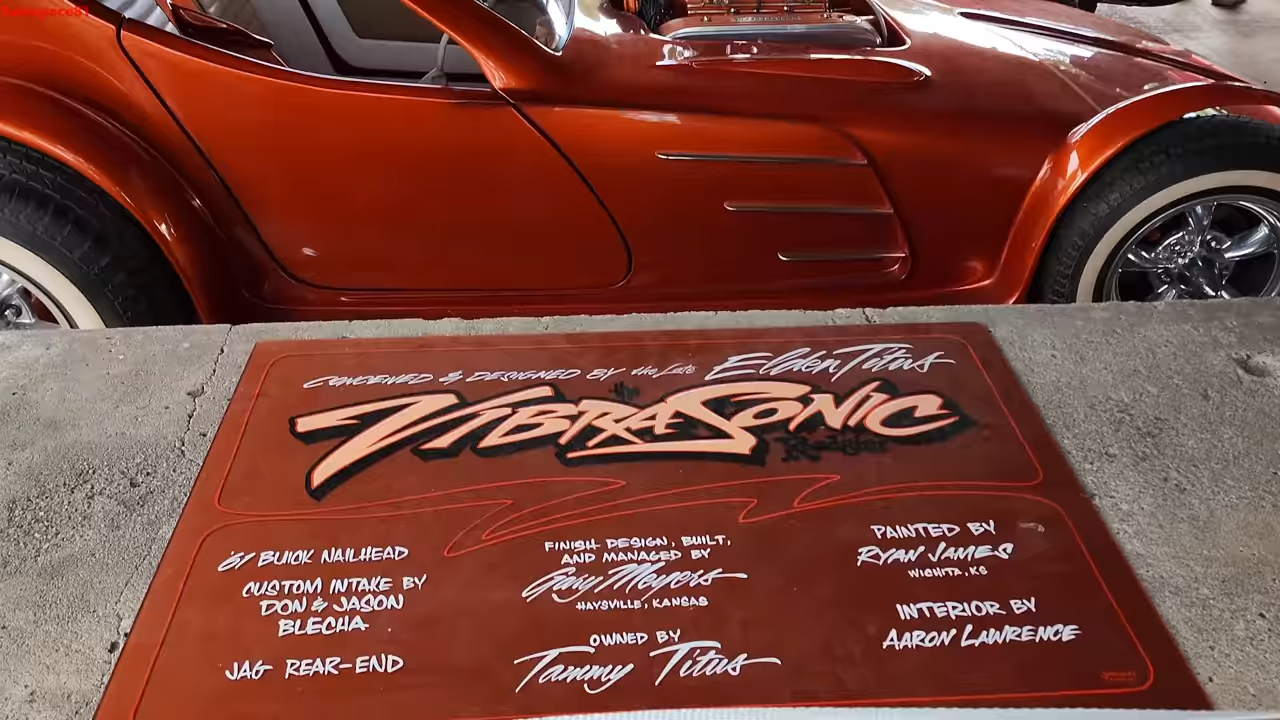 CONCEIVED & DESIGNED BY the Late Elden Titus
the
VIBRASONIC
'61 BUICK NAILHEAD
CUSTOM INTAKE BY
DON & JASON
BLECHA
JAG REAR-END
FINISH DESIGN, BUILT,
AND MANAGED BY
Gary Meyers
HAYSVILLE, KANSAS
OWNED BY
Tammy Titus
PAINTED BY
RYAN JAMES
WICHITA, KS
INTERIOR BY
AARON LAWRENCE